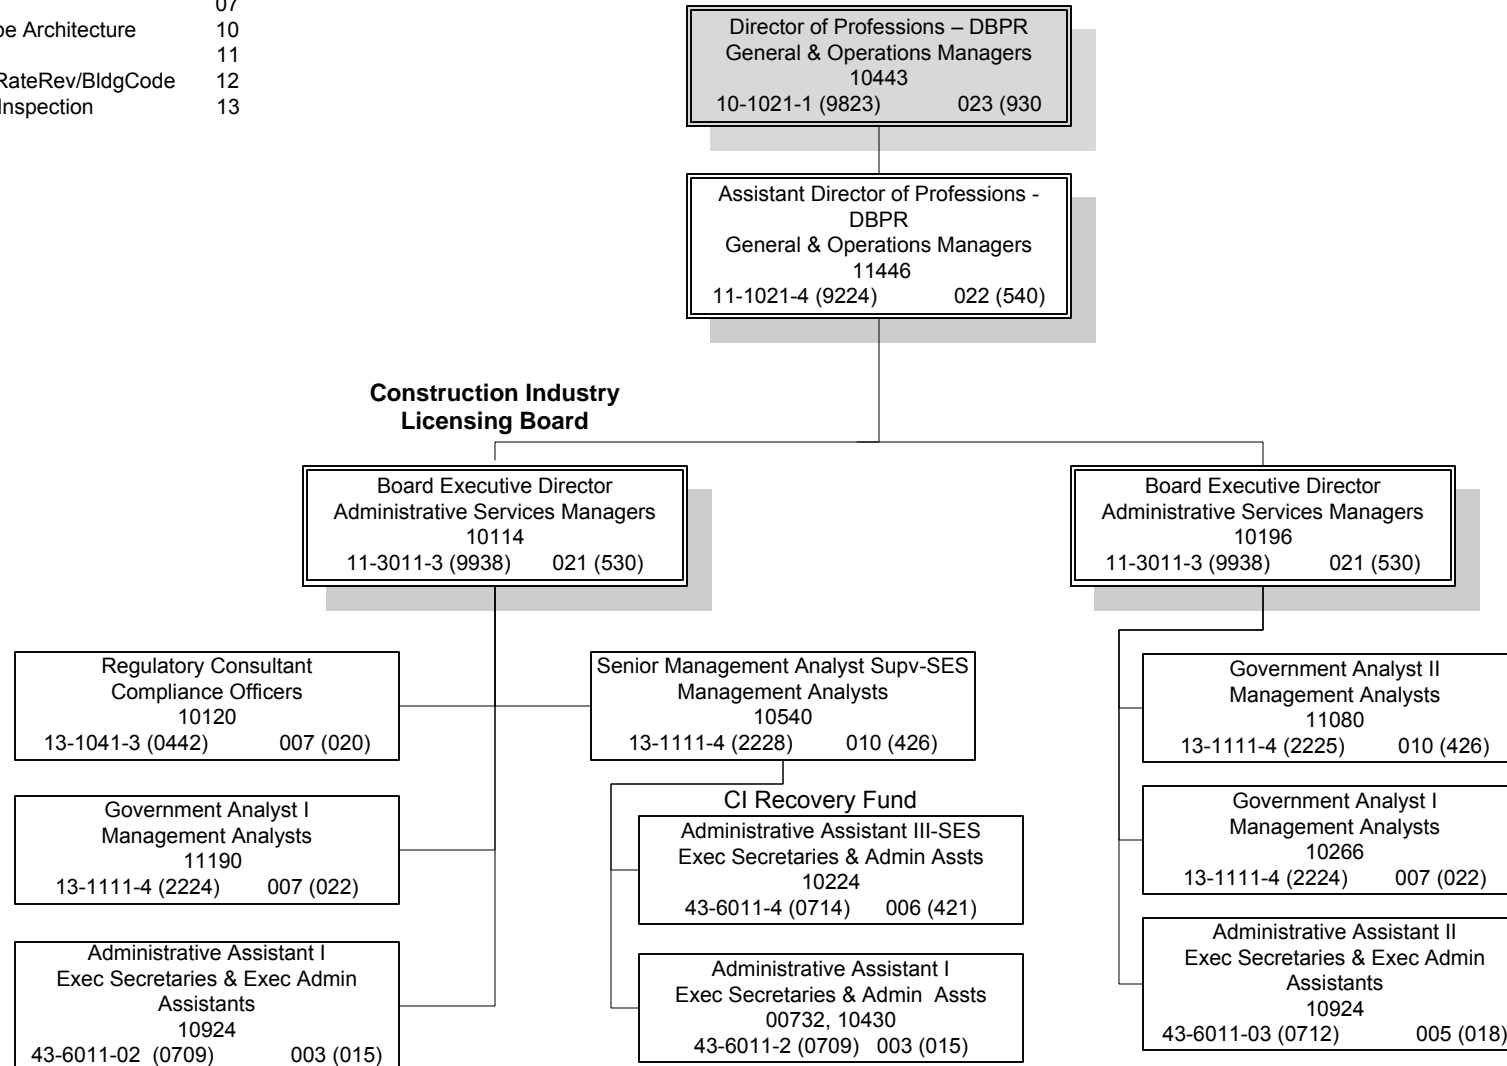 07
Architecture 10
11
RateRev/BldgCode 12
Inspection 13
Director of Professions – DBPR
General & Operations Managers
10443
10-1021-1 (9823) 023 (930
Assistant Director of Professions -
DBPR
General & Operations Managers
11446
11-1021-4 (9224) 022 (540)
Construction Industry
Licensing Board
Board Executive Director
Administrative Services Managers
10114
11-3011-3 (9938) 021 (530)
Board Executive Director
Administrative Services Managers
10196
11-3011-3 (9938) 021 (530)
Regulatory Consultant
Compliance Officers
10120
13-1041-3 (0442) 007 (020)
Senior Management Analyst Supv-SES
Management Analysts
10540
13-1111-4 (2228) 010 (426)
Government Analyst II
Management Analysts
11080
13-1111-4 (2225) 010 (426)
Government Analyst I
Management Analysts
11190
13-1111-4 (2224) 007 (022)
CI Recovery Fund
Administrative Assistant III-SES
Exec Secretaries & Admin Assts
10224
43-6011-4 (0714) 006 (421)
Government Analyst I
Management Analysts
10266
13-1111-4 (2224) 007 (022)
Administrative Assistant I
Exec Secretaries & Exec Admin
Assistants
10924
43-6011-02 (0709) 003 (015)
Administrative Assistant I
Exec Secretaries & Admin Assts
00732, 10430
43-6011-2 (0709) 003 (015)
Administrative Assistant II
Exec Secretaries & Exec Admin
Assistants
10924
43-6011-03 (0712) 005 (018)